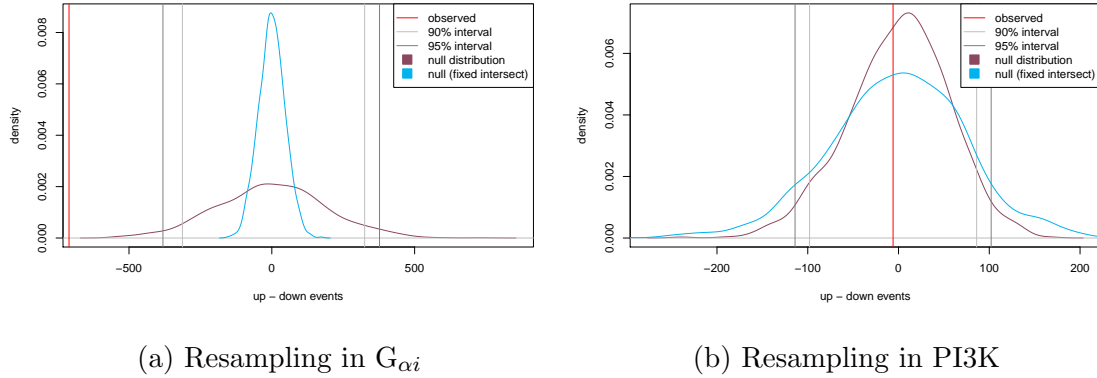 observed
90% interval
95% interval
null distribution
null (fixed intersect)
density
0.000 0.002 0.004 0.006 0.008
−500 0 500
up − down events
(a) Resampling in Gαi
observed
90% interval
95% interval
null distribution
null (fixed intersect)
density
0.000 0.002 0.004 0.006
−200 −100 0 100 200
up − down events
(b) Resampling in PI3K